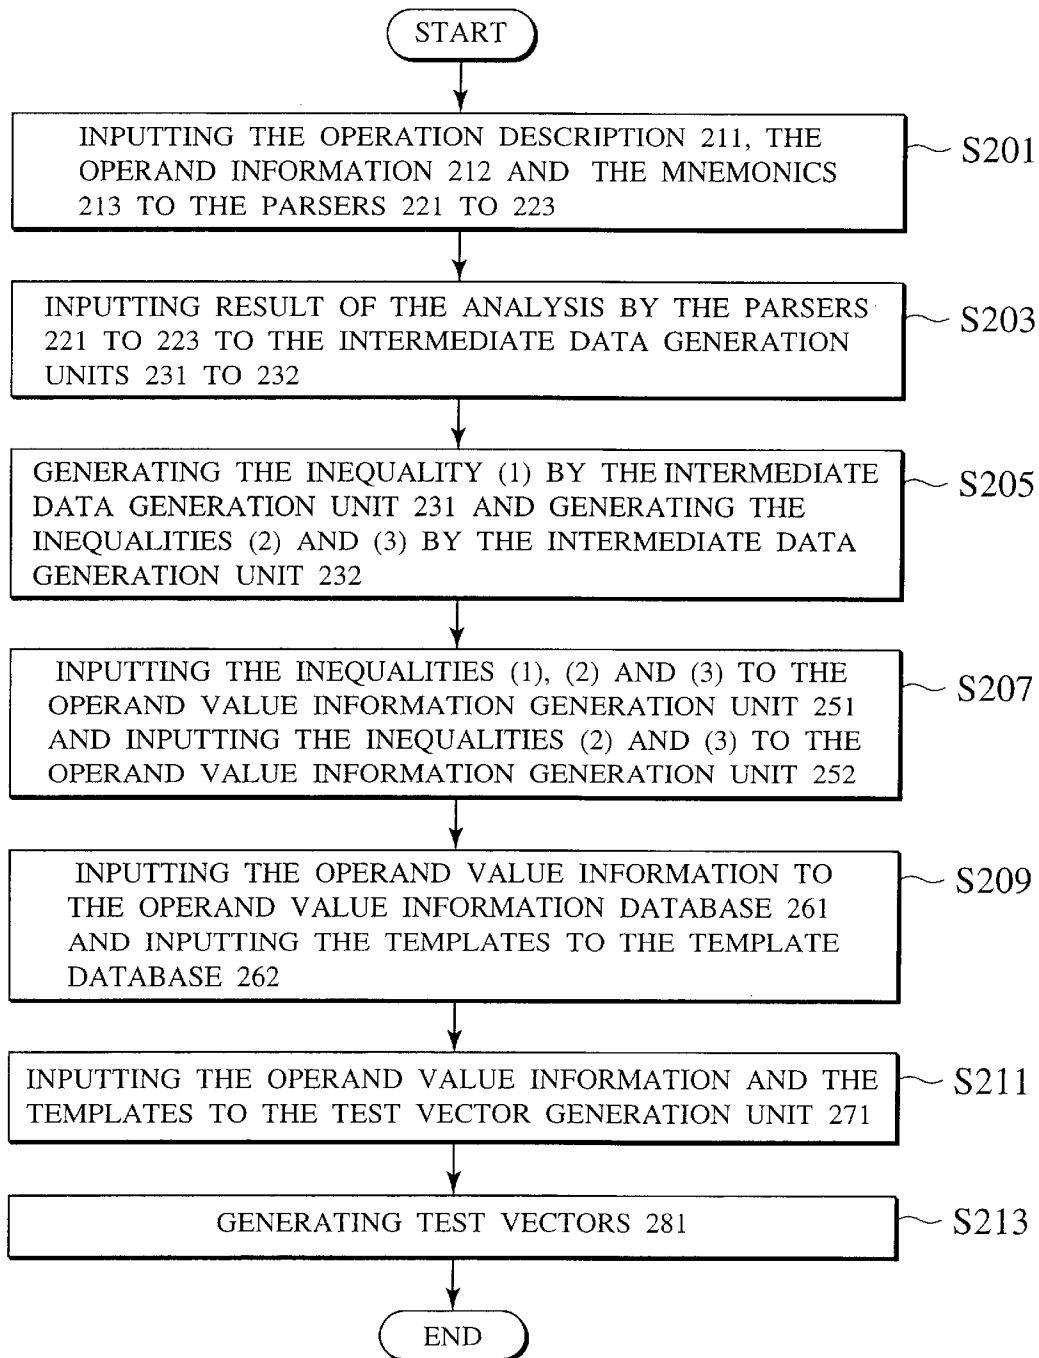 START
INPUTTING THE OPERATION DESCRIPTION 211, THE
OPERAND INFORMATION 212 AND THE MNEMONICS
213 TO THE PARSERS 221 TO 223
S201
INPUTTING RESULT OF THE ANALYSIS BY THE PARSERS
221 TO 223 TO THE INTERMEDIATE DATA GENERATION
UNITS 231 TO 232
S203
GENERATING THE INEQUALITY (1) BY THE INTERMEDIATE
DATA GENERATION UNIT 231 AND GENERATING THE
INEQUALITIES (2) AND (3) BY THE INTERMEDIATE DATA
GENERATION UNIT 232
S205
INPUTTING THE INEQUALITIES (1), (2) AND (3) TO THE
OPERAND VALUE INFORMATION GENERATION UNIT 251
AND INPUTTING THE INEQUALITIES (2) AND (3) TO THE
OPERAND VALUE INFORMATION GENERATION UNIT 252
S207
INPUTTING THE OPERAND VALUE INFORMATION TO
THE OPERAND VALUE INFORMATION DATABASE 261
AND INPUTTING THE TEMPLATES TO THE TEMPLATE
DATABASE 262
S209
INPUTTING THE OPERAND VALUE INFORMATION AND THE
TEMPLATES TO THE TEST VECTOR GENERATION UNIT 271
S211
GENERATING TEST VECTORS 281
S213
END